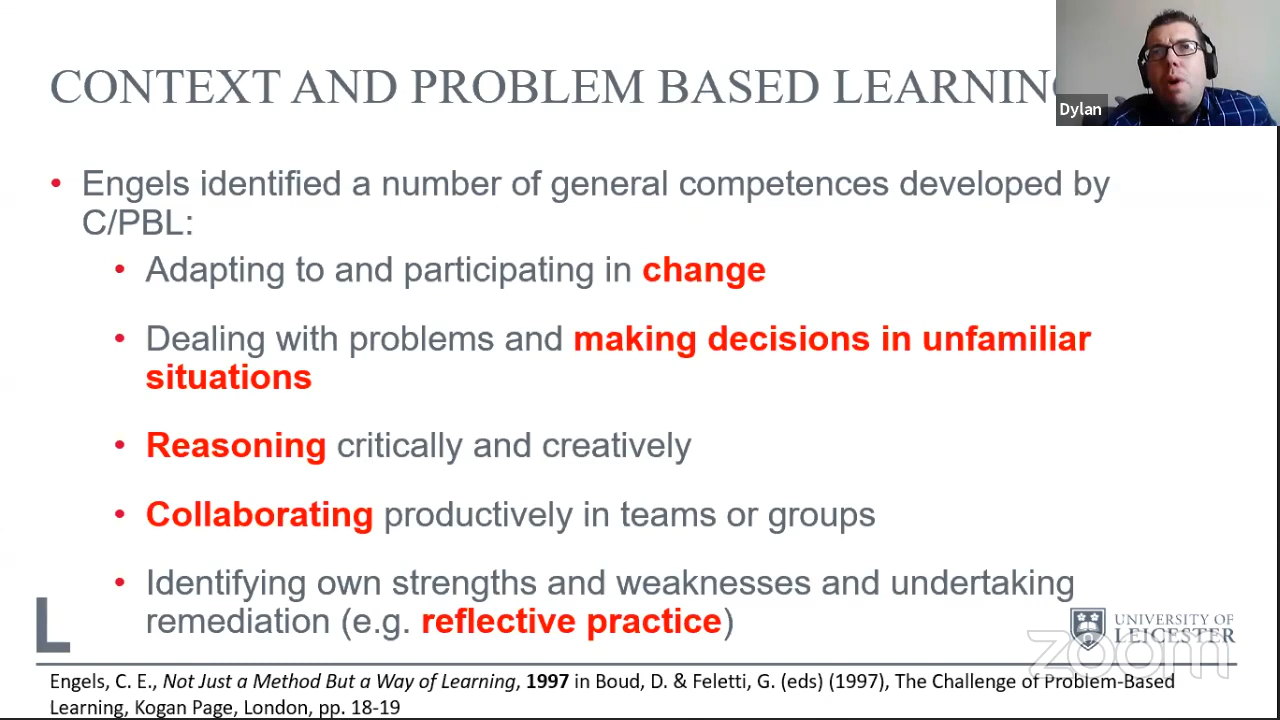 CONTEXT AND PROBLEM BASED LEARNING
Dylan
• Engels identified a number of general competences developed by
C/PBL:
• Adapting to and participating in change
• Dealing with problems and making decisions in unfamiliar
situations
• Reasoning critically and creatively
• Collaborating productively in teams or groups
• Identifying own strengths and weaknesses and undertaking
remediation (e.g. reflective practice)
L
UNIVERSITY OF
LEICESTER
zoom
Engels, C. E., Not Just a Method But a Way of Learning, 1997 in Boud, D. & Feletti, G. (eds) (1997), The Challenge of Problem-Based
Learning, Kogan Page, London, pp. 18-19